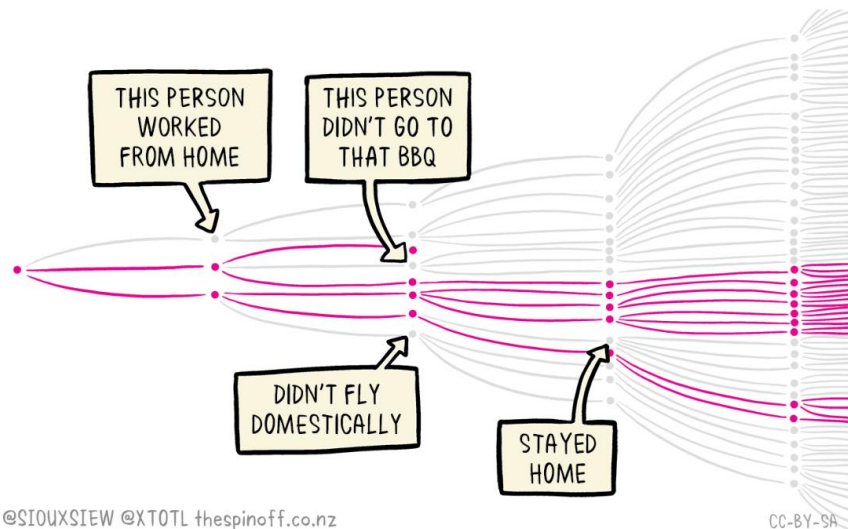 THIS PERSON
WORKED
FROM HOME
THIS PERSON
DIDN'T GO TO
THAT BBQ
DIDN'T FLY
DOMESTICALLY
STAYED
HOME
@SIOUXSIEW @XTOTL thespinoff.co.nz
CC-BY-SA